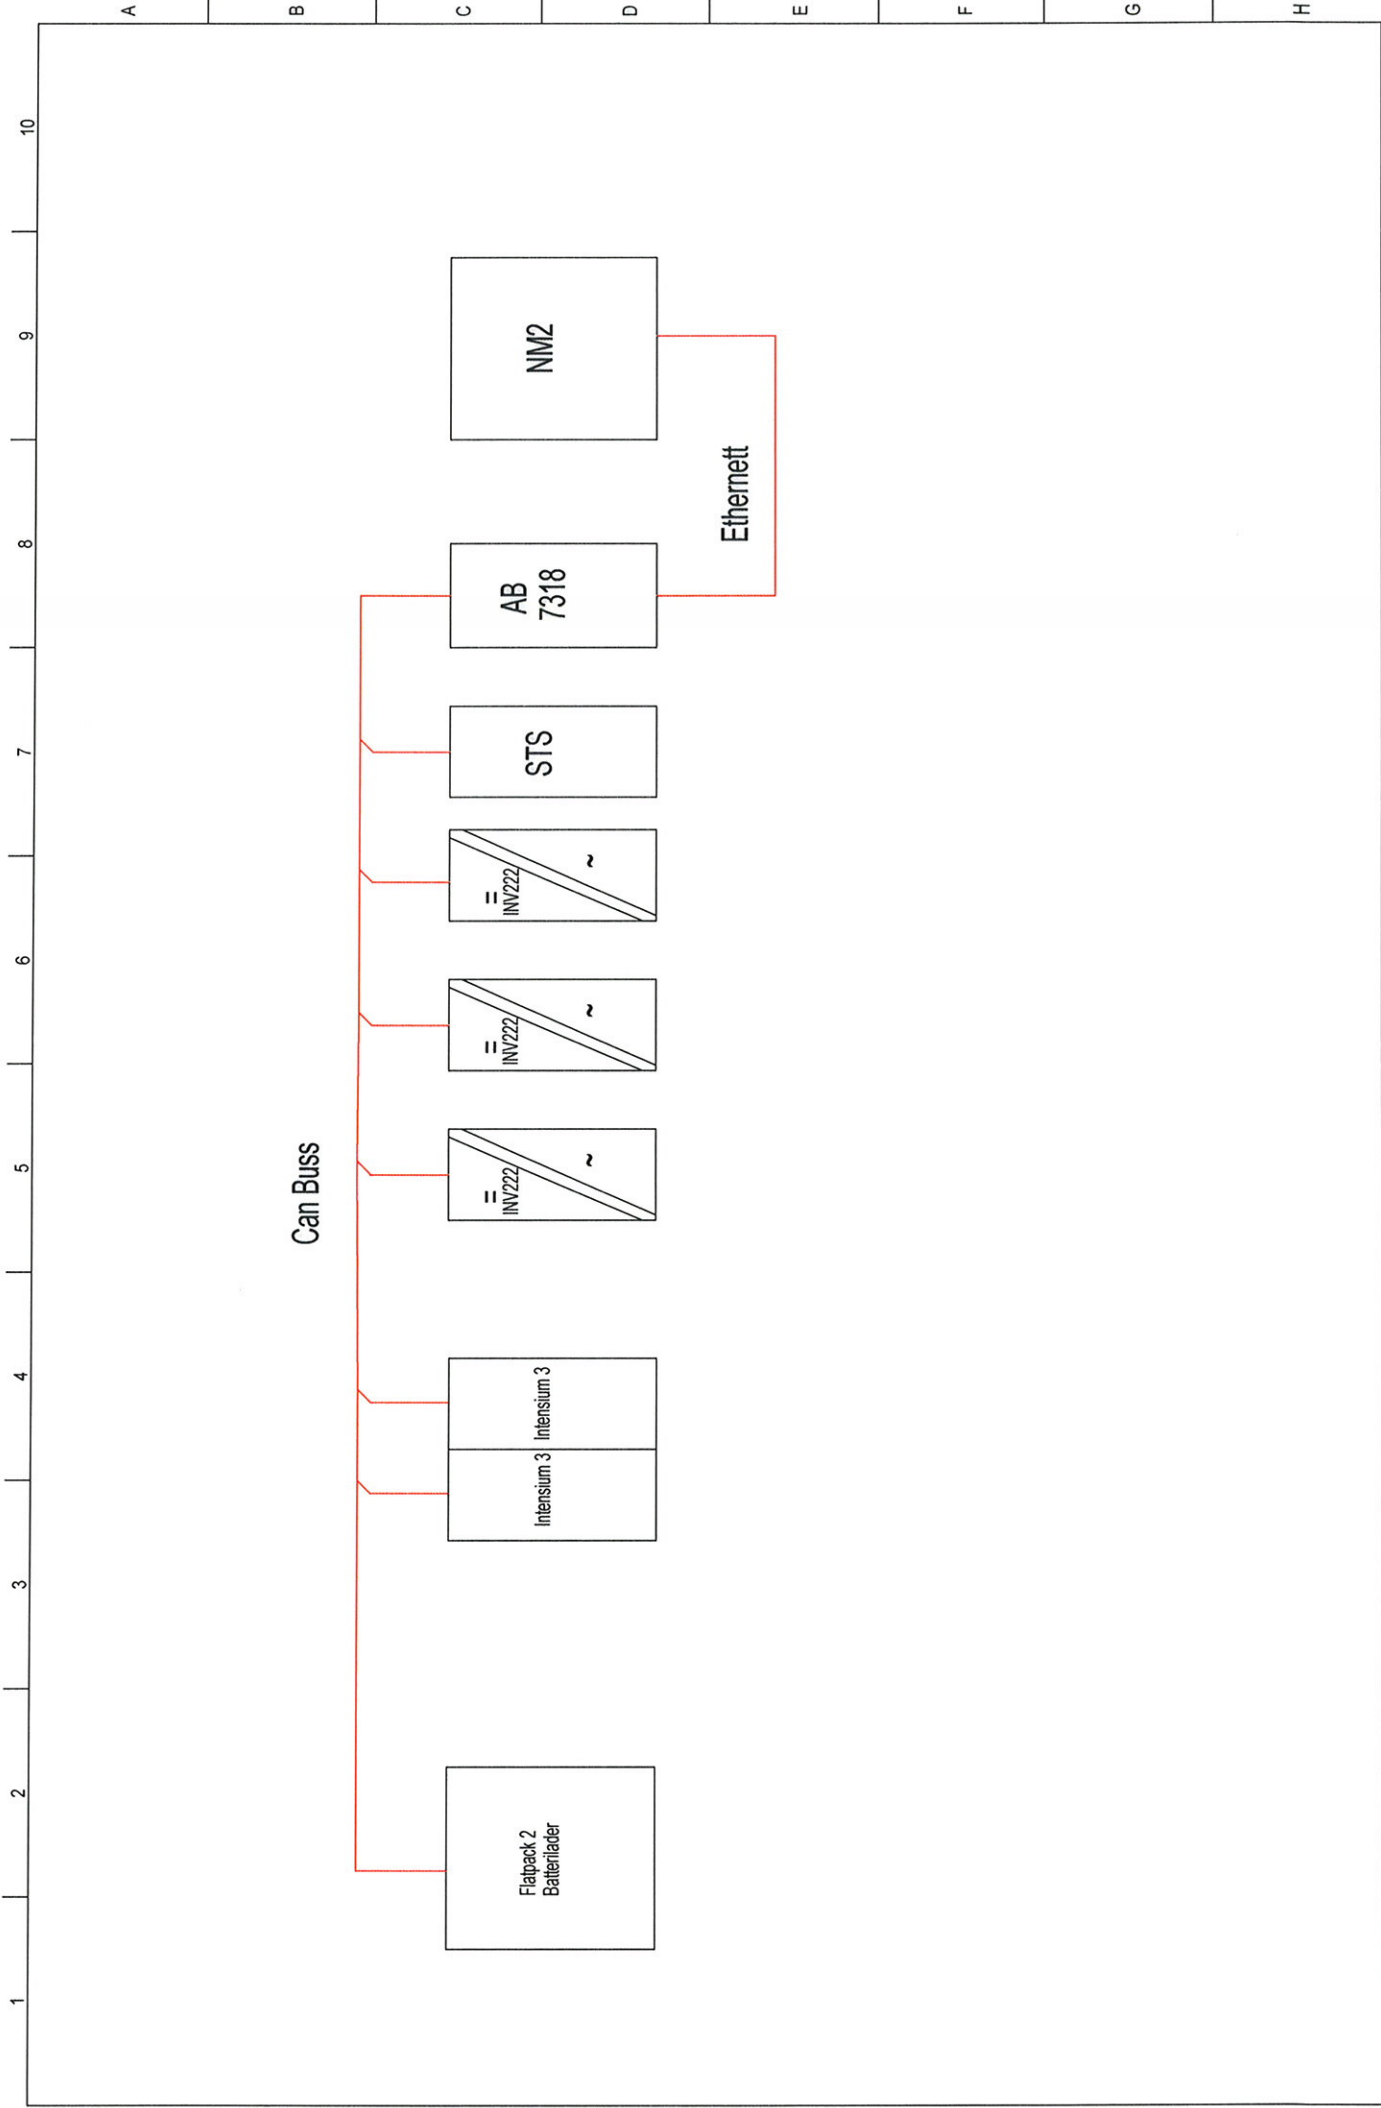 1 2 3 4 5 6 7 8 9 10
A
B
C
D
E
F
G
H
Can Buss
Flatpack 2
Batterilader
Intensium 3
Intensium 3
=
INV222
~
=
INV222
~
=
INV222
~
STS
AB
7318
NM2
Ethernett